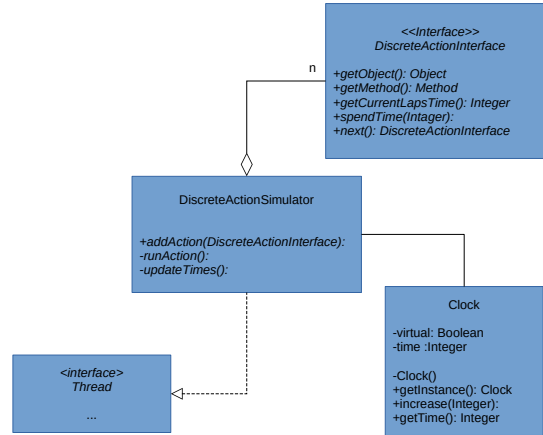 <<Interface>>
DiscreteActionInterface
+getObject(): Object
+getMethod(): Method
+getCurrentLapsTime(): Integer
+spendTime(Intager):
+next(): DiscreteActionInterface
n
DiscreteActionSimulator
+addAction(DiscreteActionInterface):
-runAction():
-updateTimes():
Clock
-virtual: Boolean
-time :Integer
-Clock()
+getInstance(): Clock
+increase(Integer):
+getTime(): Integer
<interface>
Thread
...